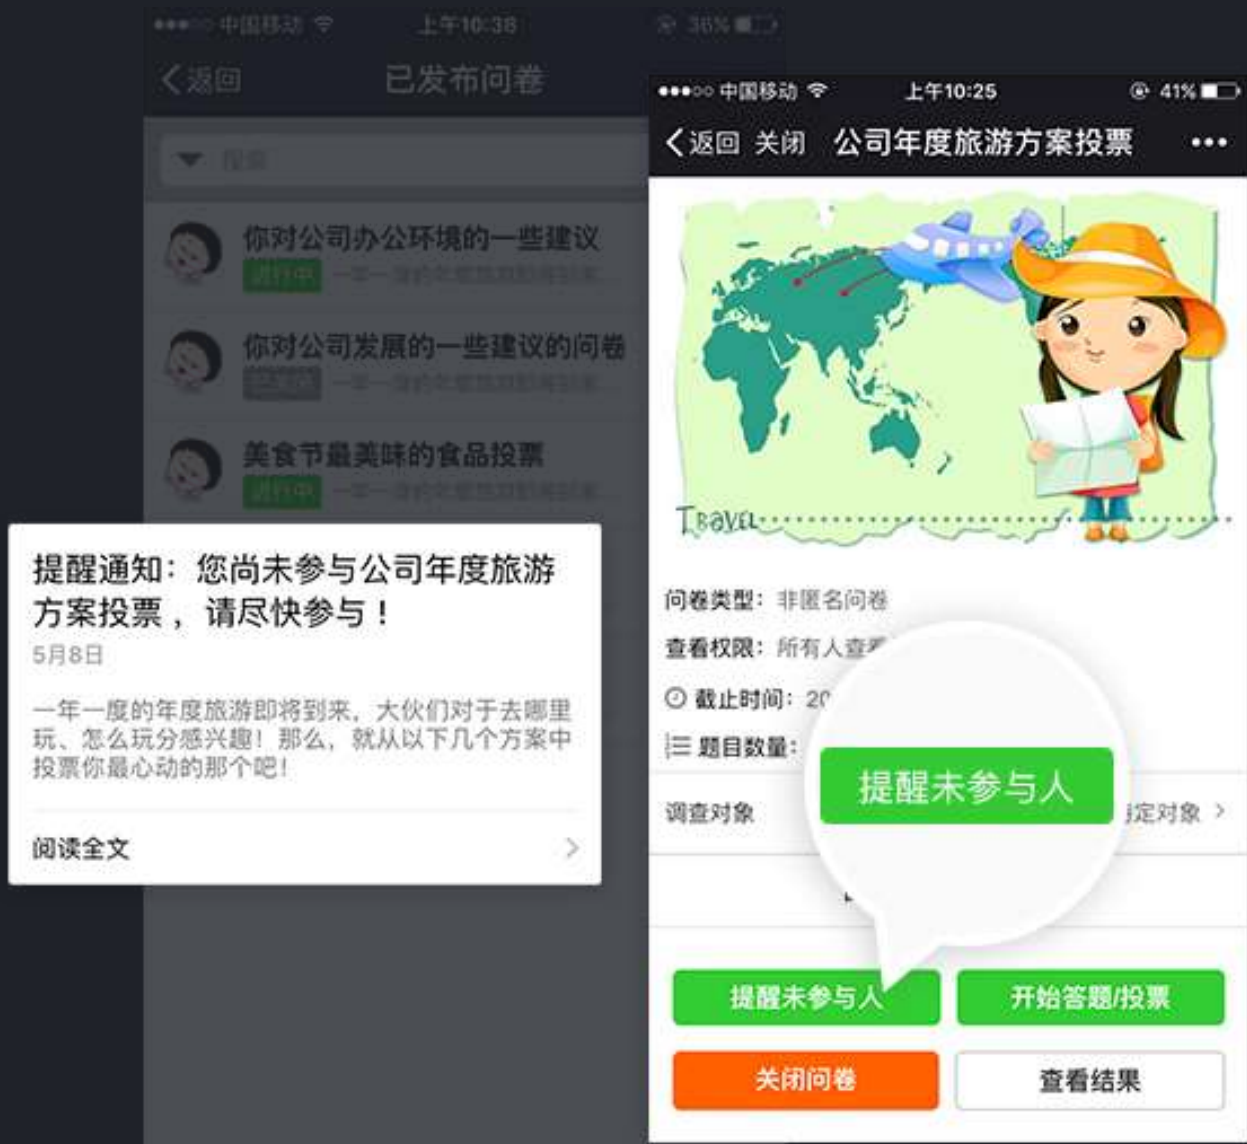 中国移动
上午10:38
36%
返回
已发布问卷
搜索
你对公司办公环境的一些建议
进行中
你对公司发展的一些建议的问卷
美食节最美味的食品投票
进行中
提醒通知：您尚未参与公司年度旅游
方案投票，请尽快参与！
5月8日
一年一度的年度旅游即将到来，大伙们对于去哪里
玩、怎么玩分感兴趣！那么，就从以下几个方案中
投票你最心动的那个吧！
阅读全文
中国移动
上午10:25
41%
返回 关闭 公司年度旅游方案投票
TRAVEL
问卷类型：非匿名问卷
查看权限：所有人查看
截止时间：20
题目数量：
提醒未参与人
调查对象
定对象
提醒未参与人
开始答题/投票
关闭问卷
查看结果